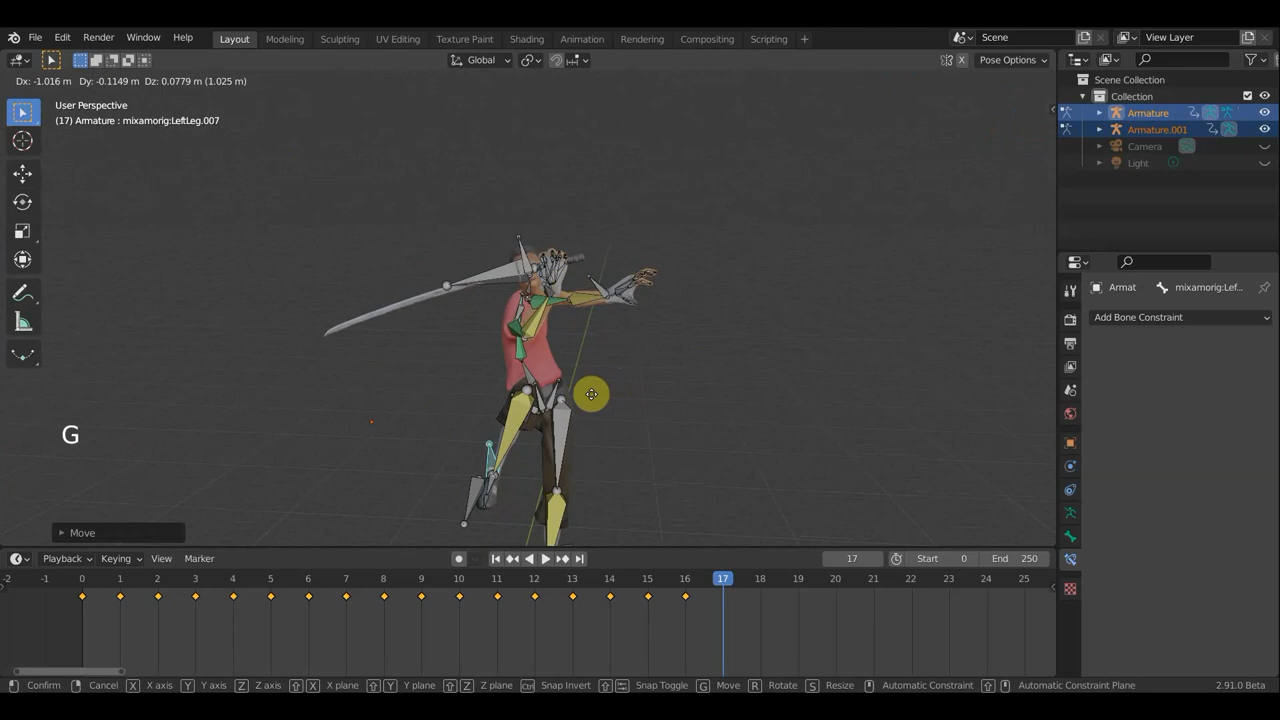 File Edit Render Window Help Layout Modeling Sculpting UV Editing Texture Paint Shading Animation Rendering Compositing Scripting + Scene View Layer
Global X Pose Options
Dx: -1.016 m Dy: -0.1149 m Dz: 0.0779 m (1.025 m)
User Perspective
(17) Armature : mixamorig:LeftLeg.007
Scene Collection
Collection
Armature
Armature.001
Camera
Light
Armat mixamorig:Lef...
Add Bone Constraint
G
Move
Playback Keying View Marker 17 Start 0 End 250
-2 -1 0 1 2 3 4 5 6 7 8 9 10 11 12 13 14 15 16 17 18 19 20 21 22 23 24 25
Confirm Cancel X X axis Y Y axis Z Z axis X X plane Y Y plane Z Z plane Ctrl Snap Invert Snap Toggle G Move R Rotate S Resize Automatic Constraint Automatic Constraint Plane 2.91.0 Beta